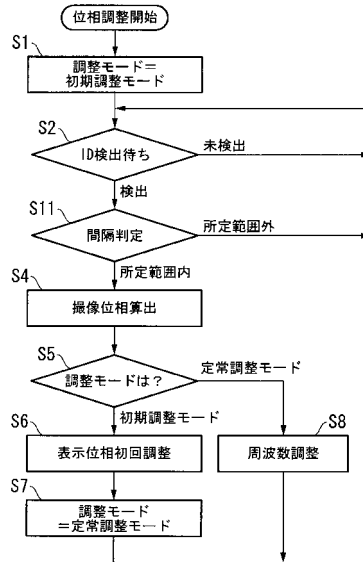 位相調整開始
S1
調整モード＝
初期調整モード
S2
ID検出待ち
未検出
検出
S11
間隔判定
所定範囲外
所定範囲内
S4
撮像位相算出
S5
調整モードは？
定常調整モード
初期調整モード
S6
表示位相初回調整
S8
周波数調整
S7
調整モード
＝定常調整モード